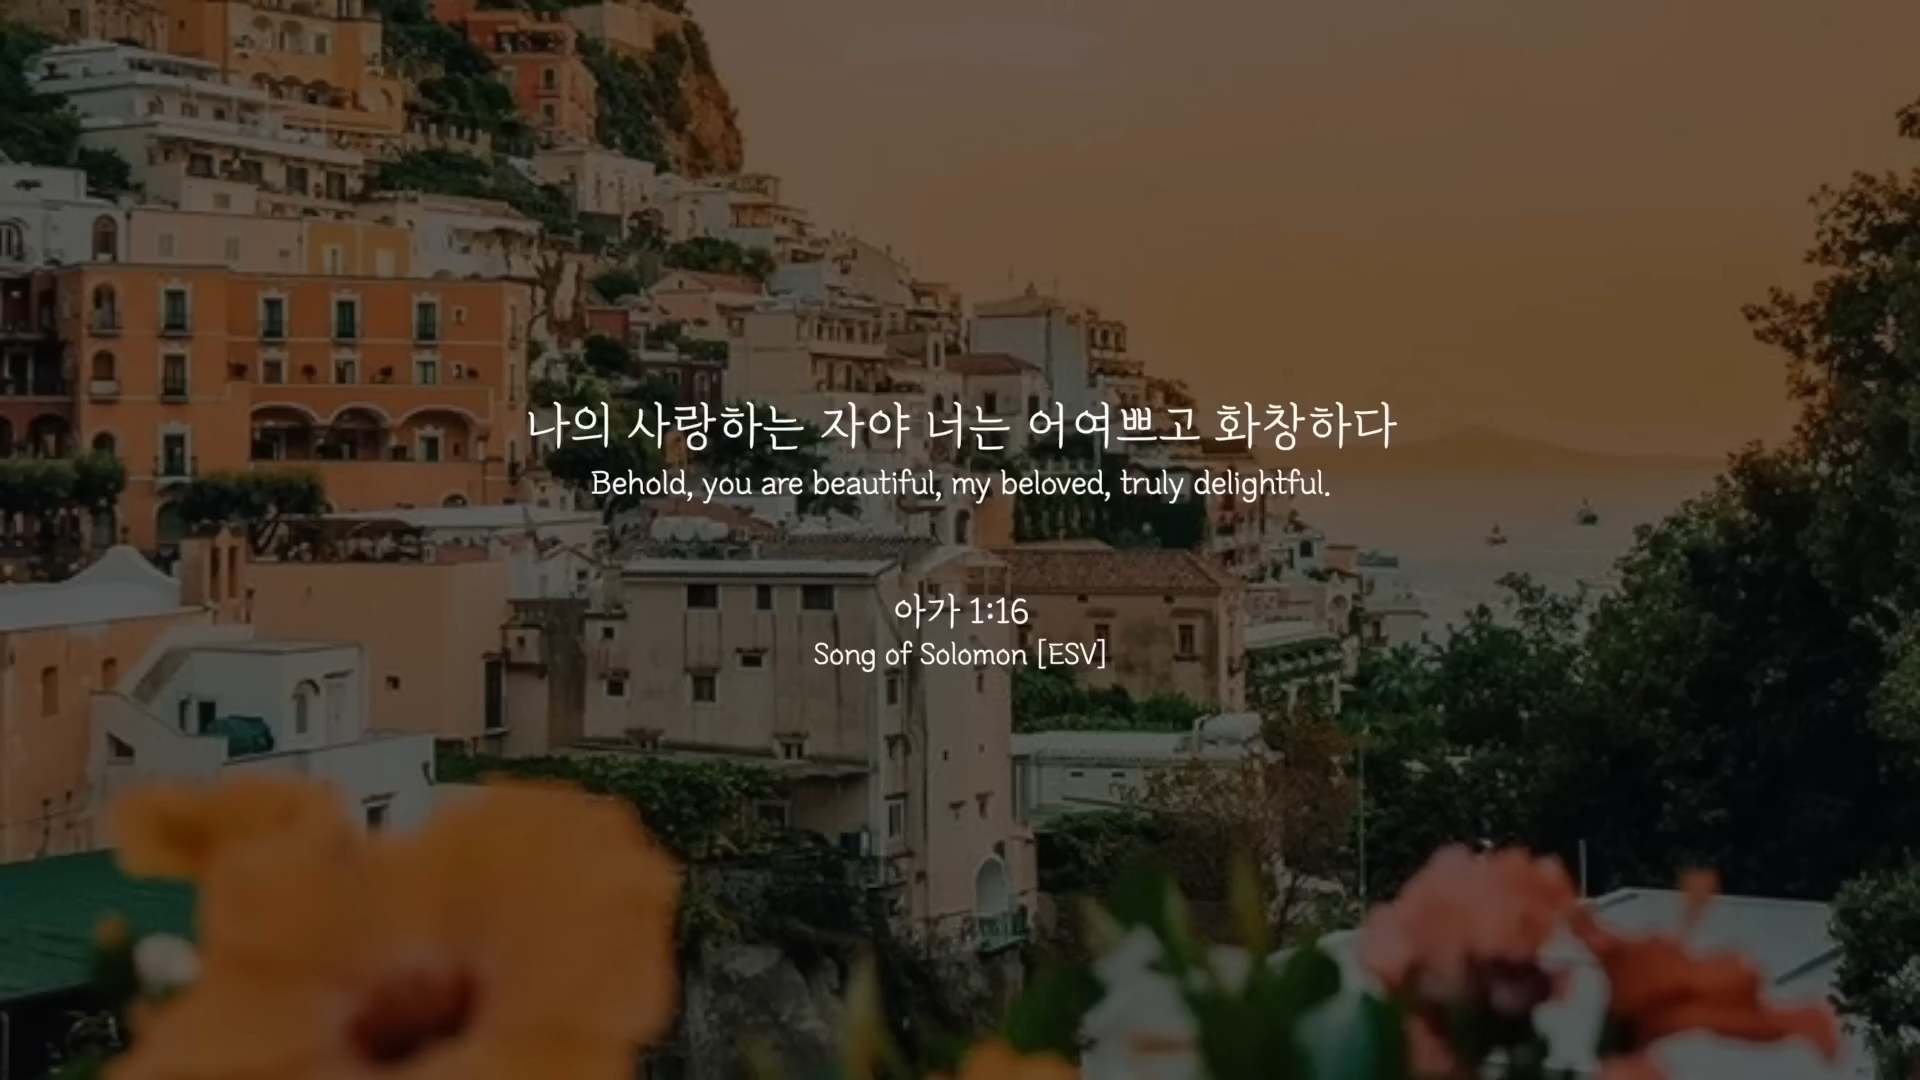 나의 사랑하는 자야 너는 어여쁘고 화창하다
Behold, you are beautiful, my beloved, truly delightful.
아가 1:16
Song of Solomon [ESV]